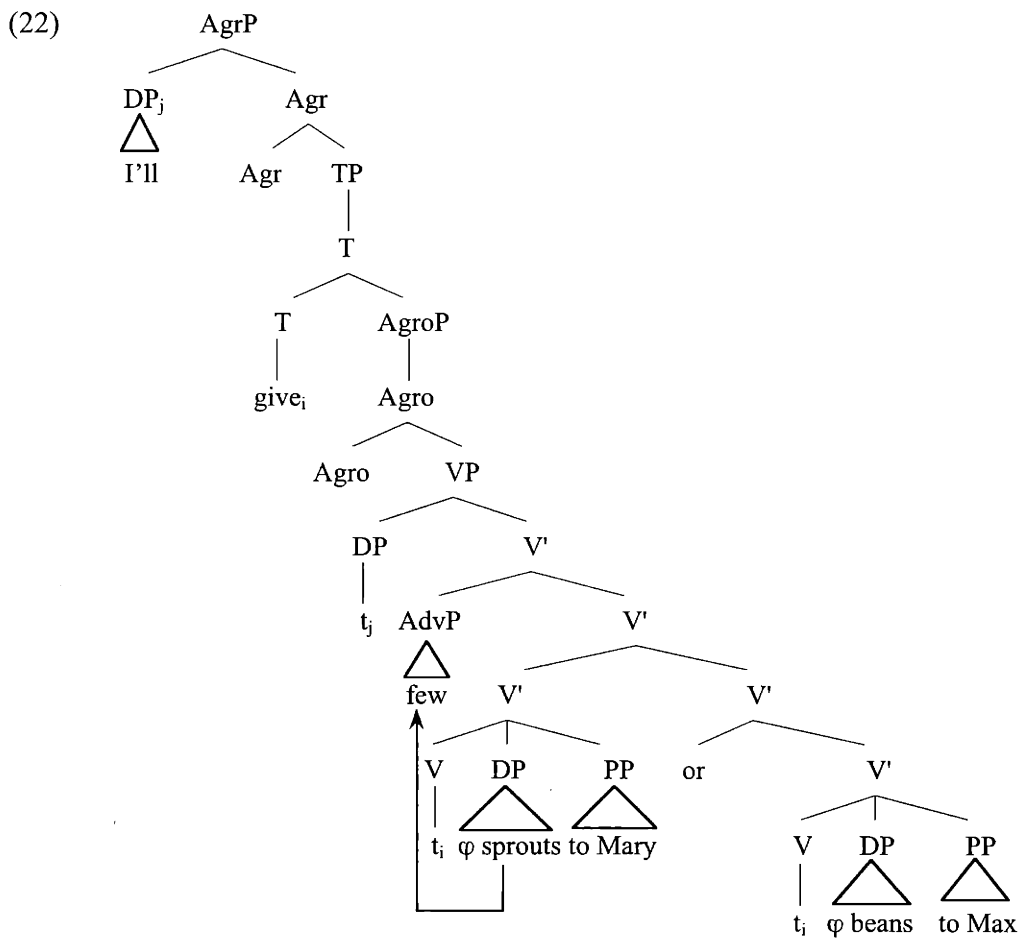 (22) AgrP
DPj Agr
I'll Agr TP
T
T AgroP
givei Agro
Agro VP
DP V'
tj AdvP V'
few V' V'
V DP PP or V'
ti φ sprouts to Mary V DP PP
ti φ beans to Max